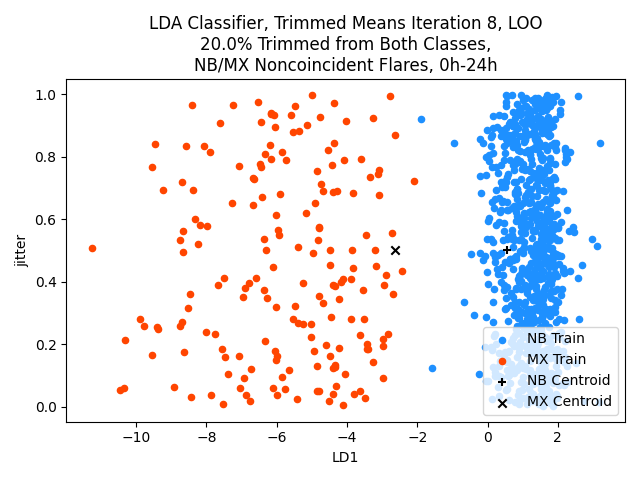 LDA Classifier, Trimmed Means Iteration 8, LOO
20.0% Trimmed from Both Classes,
NB/MX Noncoincident Flares, 0h-24h
1.0
0.8
0.6
0.4
0.2
0.0
jitter
NB Train
MX Train
NB Centroid
MX Centroid
−10
−8
−6
−4
−2
0
2
LD1